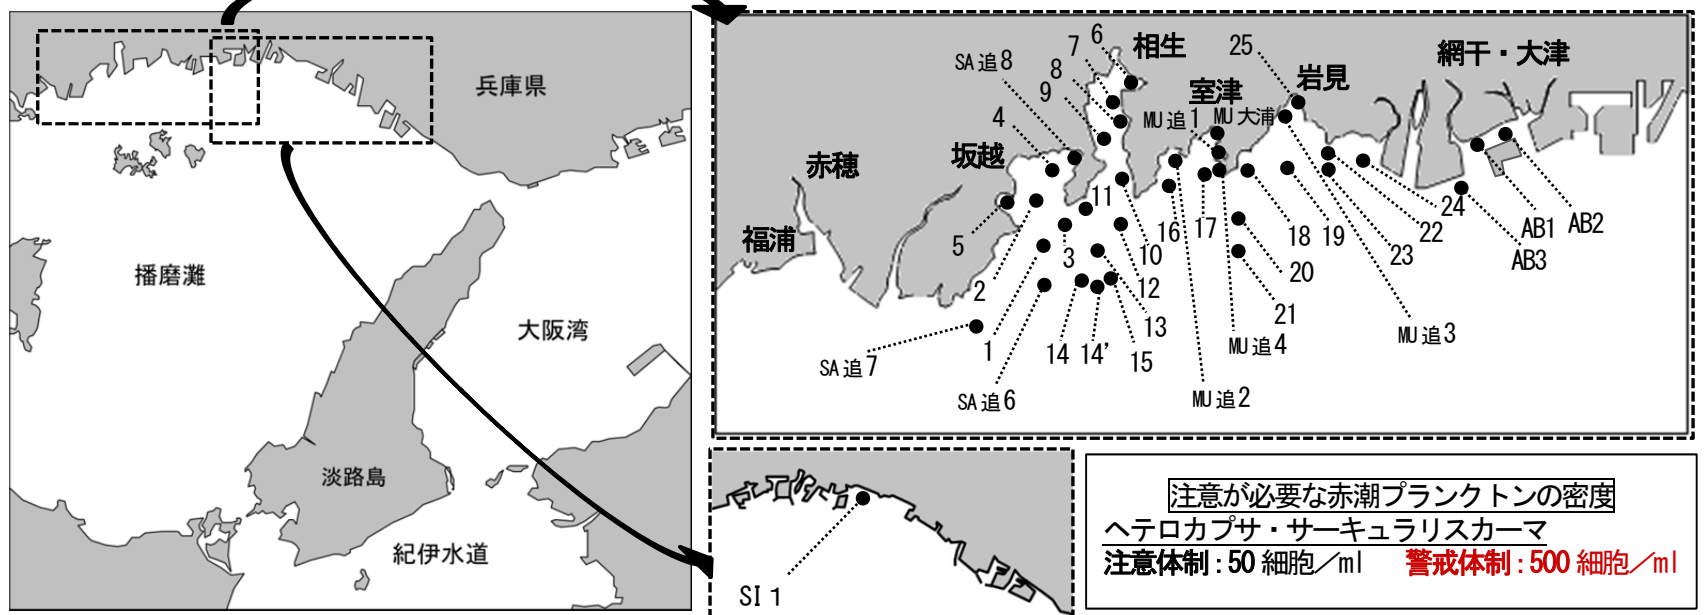 兵庫県
播磨灘
大阪湾
淡路島
紀伊水道
6
相生
25
網干・大津
7
SA追8
8
岩見
9
室津
4
MU追1
MU大浦
坂越
赤穂
11
24
5
16
17
18
19
22
AB1
AB2
福浦
3
10
23
AB3
2
12
20
13
21
1
14
14’
15
MU追4
MU追3
SA追7
SA追6
MU追2
SI 1
注意が必要な赤潮プランクトンの密度
ヘテロカプサ・サーキュラリスカーマ
注意体制：50 細胞／ml　警戒体制：500 細胞／ml